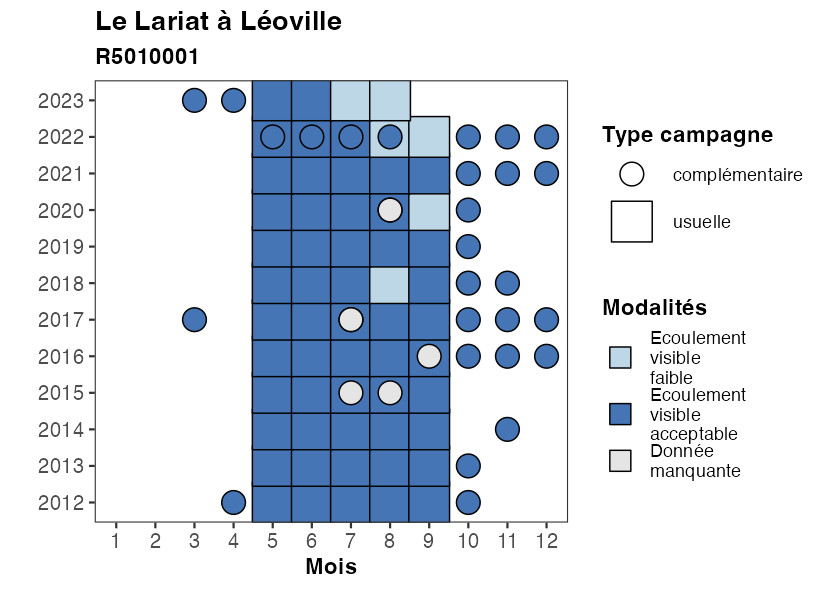 Le Lariat à Léoville
R5010001
2023
2022
2021
2020
2019
2018
2017
2016
2015
2014
2013
2012
1 2 3 4 5 6 7 8 9 10 11 12
Mois
Type campagne
complémentaire
usuelle
Modalités
Ecoulement
visible
faible
Ecoulement
visible
acceptable
Donnée
manquante